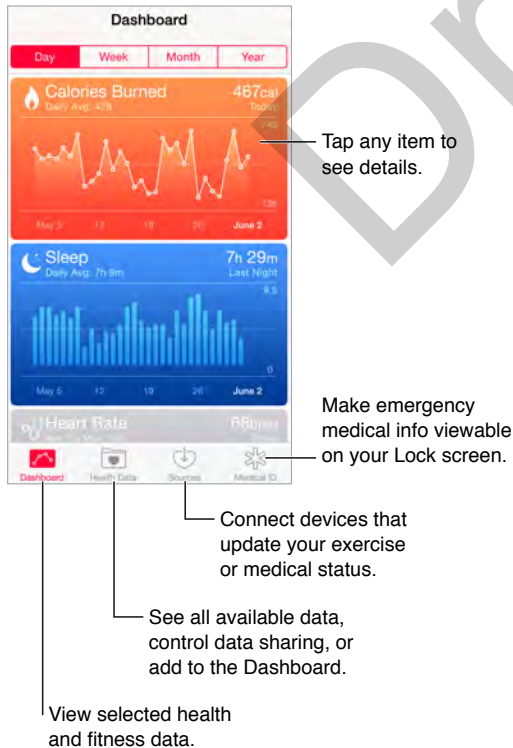 Dashboard
Day Week Month Year
Calories Burned 467cal
Daily Avg: 428 Today
745
Tap any item to
see details.
136
May 5 12 19 26 June 2
Sleep 7h 29m
Daily Avg: 7h 9m Last Night
9.5
0
May 5 12 19 26 June 2
Heart Rate 68bpm
Make emergency
medical info viewable
on your Lock screen.
Dashboard Health Data Sources Medical ID
Connect devices that
update your exercise
or medical status.
See all available data,
control data sharing, or
add to the Dashboard.
View selected health
and fitness data.